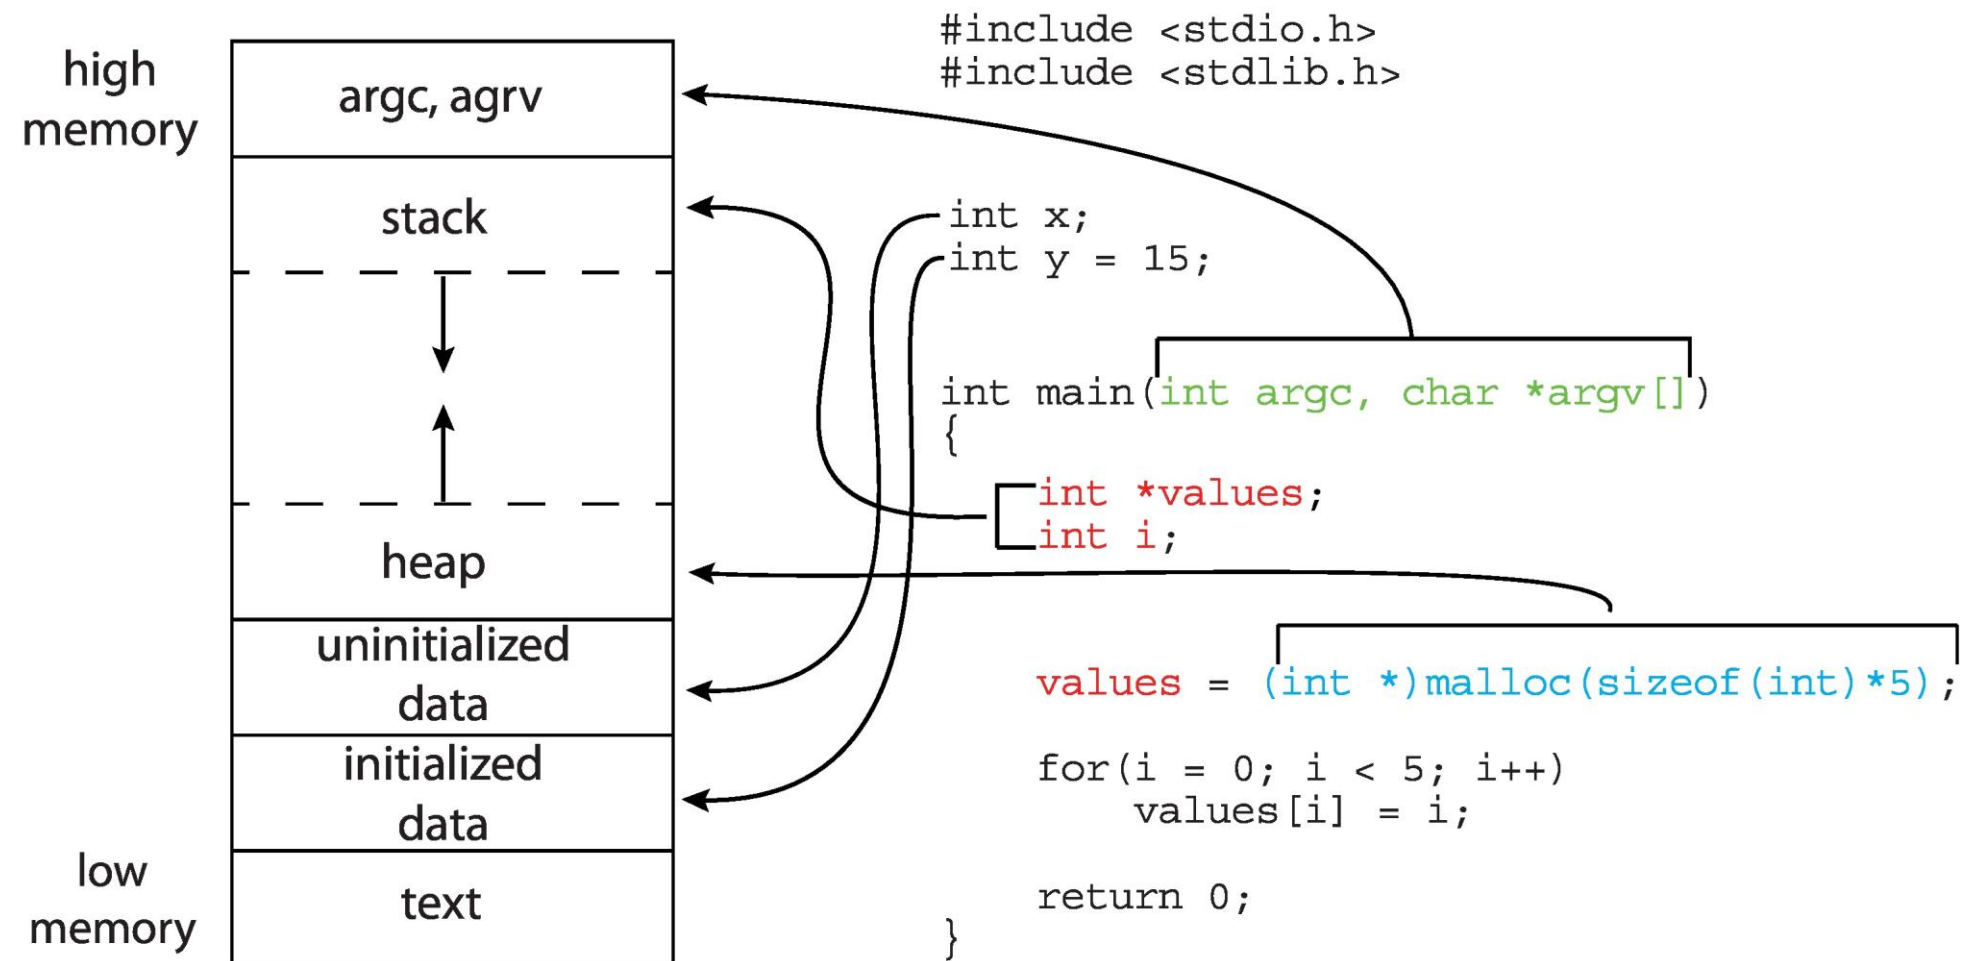 high
memory
argc, agrv
stack
heap
uninitialized
data
initialized
data
low
memory
text
#include <stdio.h>
#include <stdlib.h>
int x;
int y = 15;
int main(int argc, char *argv[])
{
int *values;
int i;
values = (int *)malloc(sizeof(int)*5);
for(i = 0; i < 5; i++)
values[i] = i;
return 0;
}